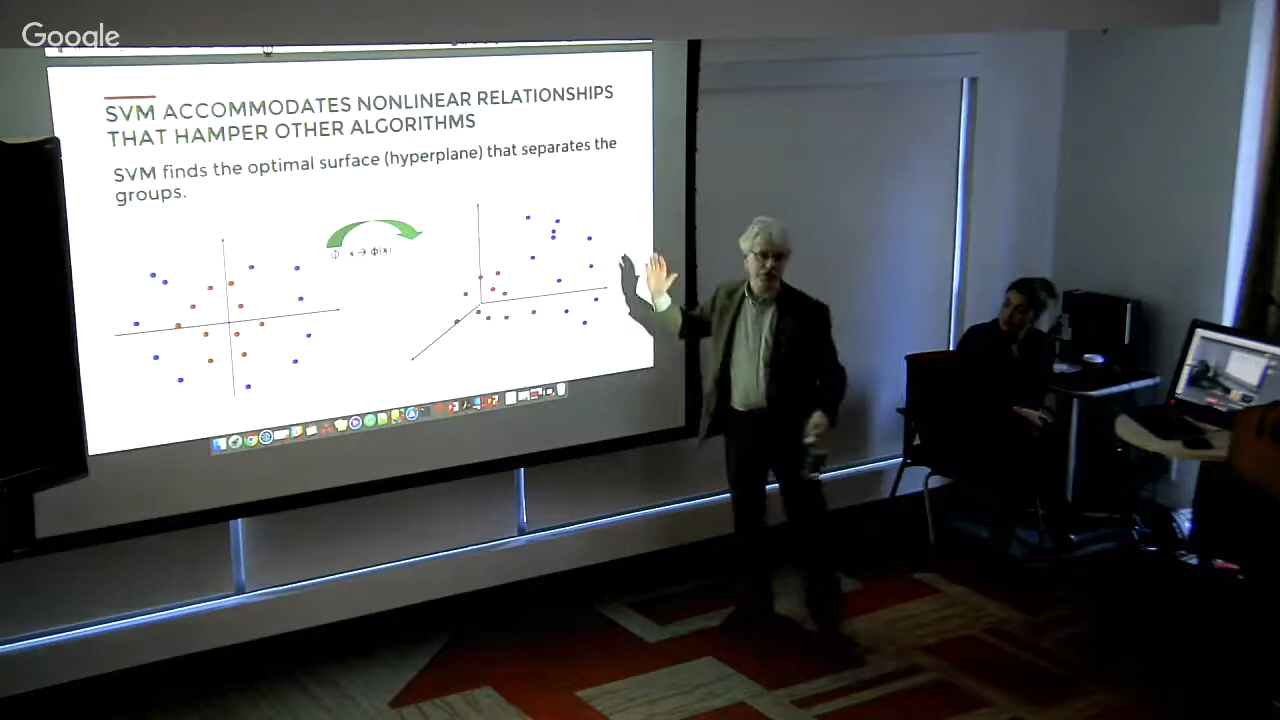 Google
SVM ACCOMMODATES NONLINEAR RELATIONSHIPS
THAT HAMPER OTHER ALGORITHMS
SVM finds the optimal surface (hyperplane) that separates the
groups.
Φ x → Φ(x)